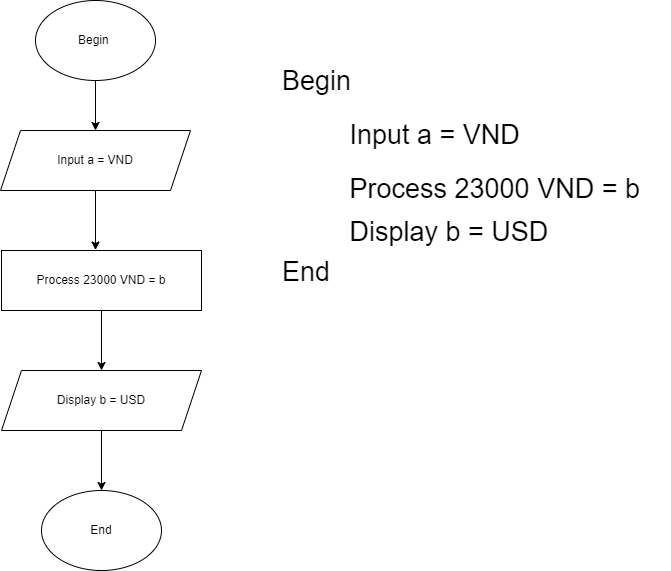 Begin
Input a = VND
Process 23000 VND = b
Display b = USD
End
Begin
Input a = VND
Process 23000 VND = b
Display b = USD
End